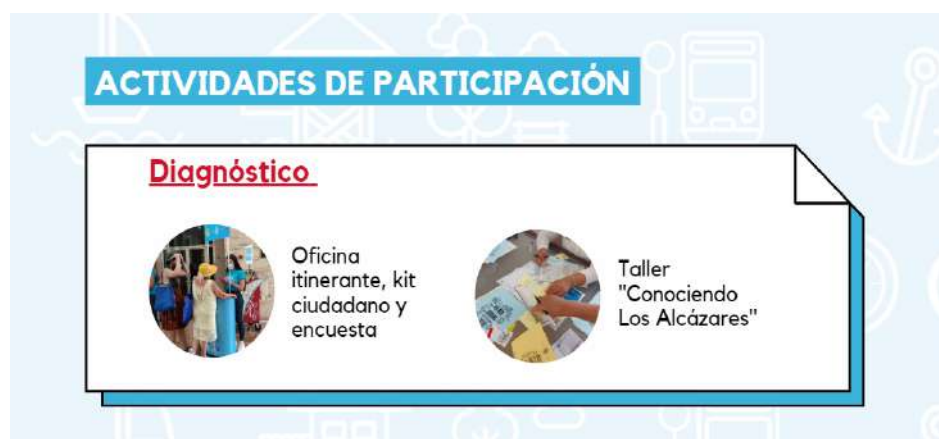 ACTIVIDADES DE PARTICIPACIÓN
Diagnóstico
Oficina
itinerante, kit
ciudadano y
encuesta
Taller
"Conociendo
Los Alcázares"